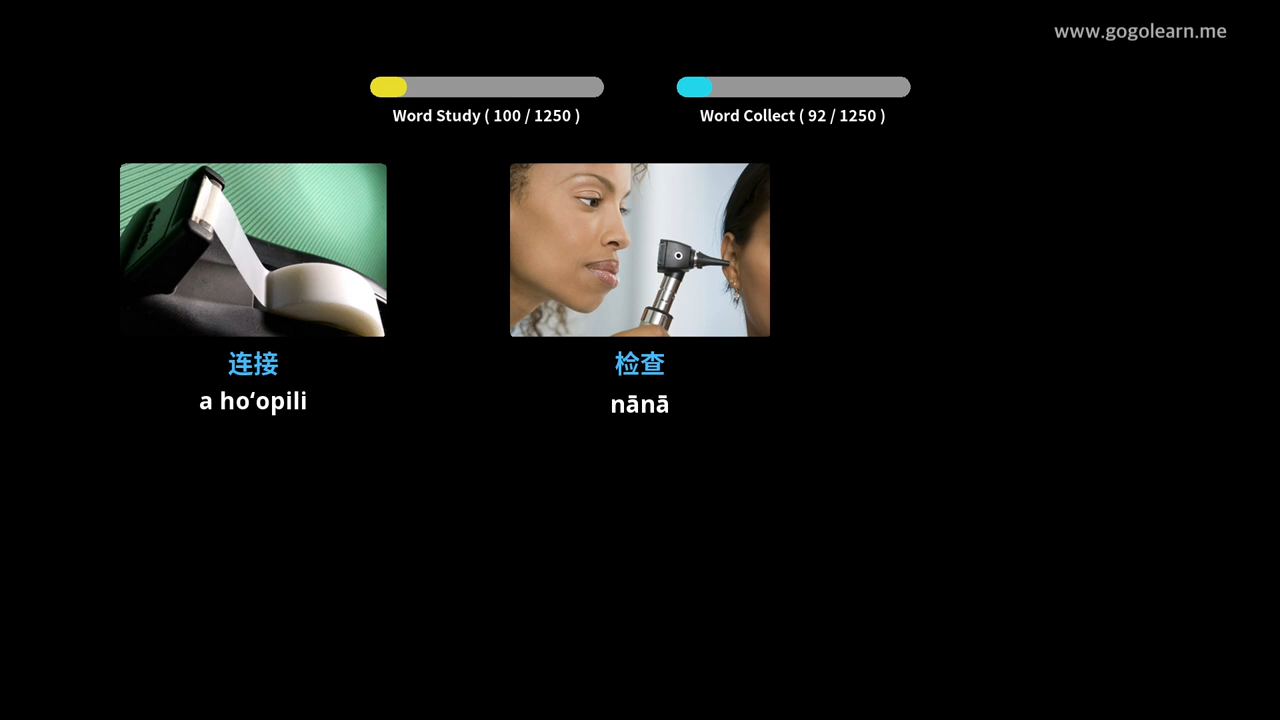 www.gogolearn.me
Word Study ( 100 / 1250 )
Word Collect ( 92 / 1250 )
连接
a hoʻopili
检查
nānā